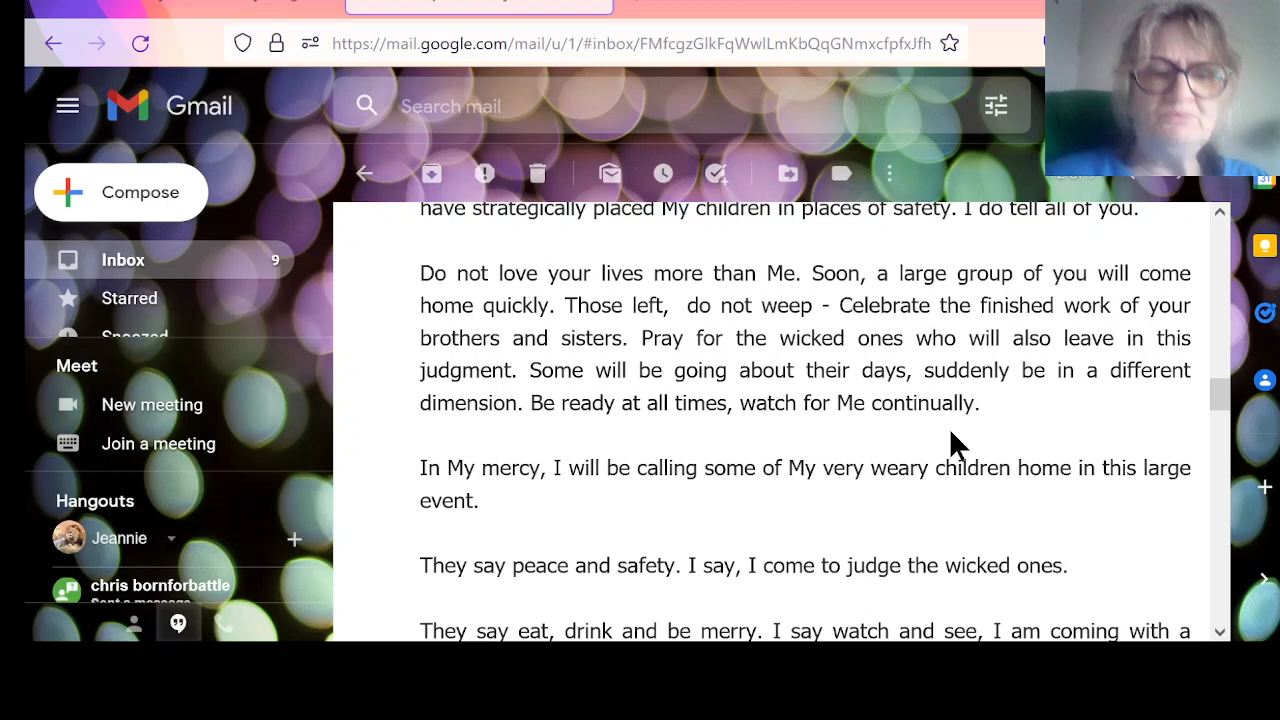 https://mail.google.com/mail/u/1/#inbox/FMfcgzGlkFqWwlLmKbQqGNmxcfpfxJfh
Gmail
Search mail
Compose
Inbox 9
Starred
Snoozed
Meet
New meeting
Join a meeting
Hangouts
Jeannie
chris bornforbattle
Sent a message
have strategically placed My children in places of safety. I do tell all of you.
Do not love your lives more than Me. Soon, a large group of you will come
home quickly. Those left, do not weep - Celebrate the finished work of your
brothers and sisters. Pray for the wicked ones who will also leave in this
judgment. Some will be going about their days, suddenly be in a different
dimension. Be ready at all times, watch for Me continually.
In My mercy, I will be calling some of My very weary children home in this large
event.
They say peace and safety. I say, I come to judge the wicked ones.
They say eat, drink and be merry. I say watch and see, I am coming with a